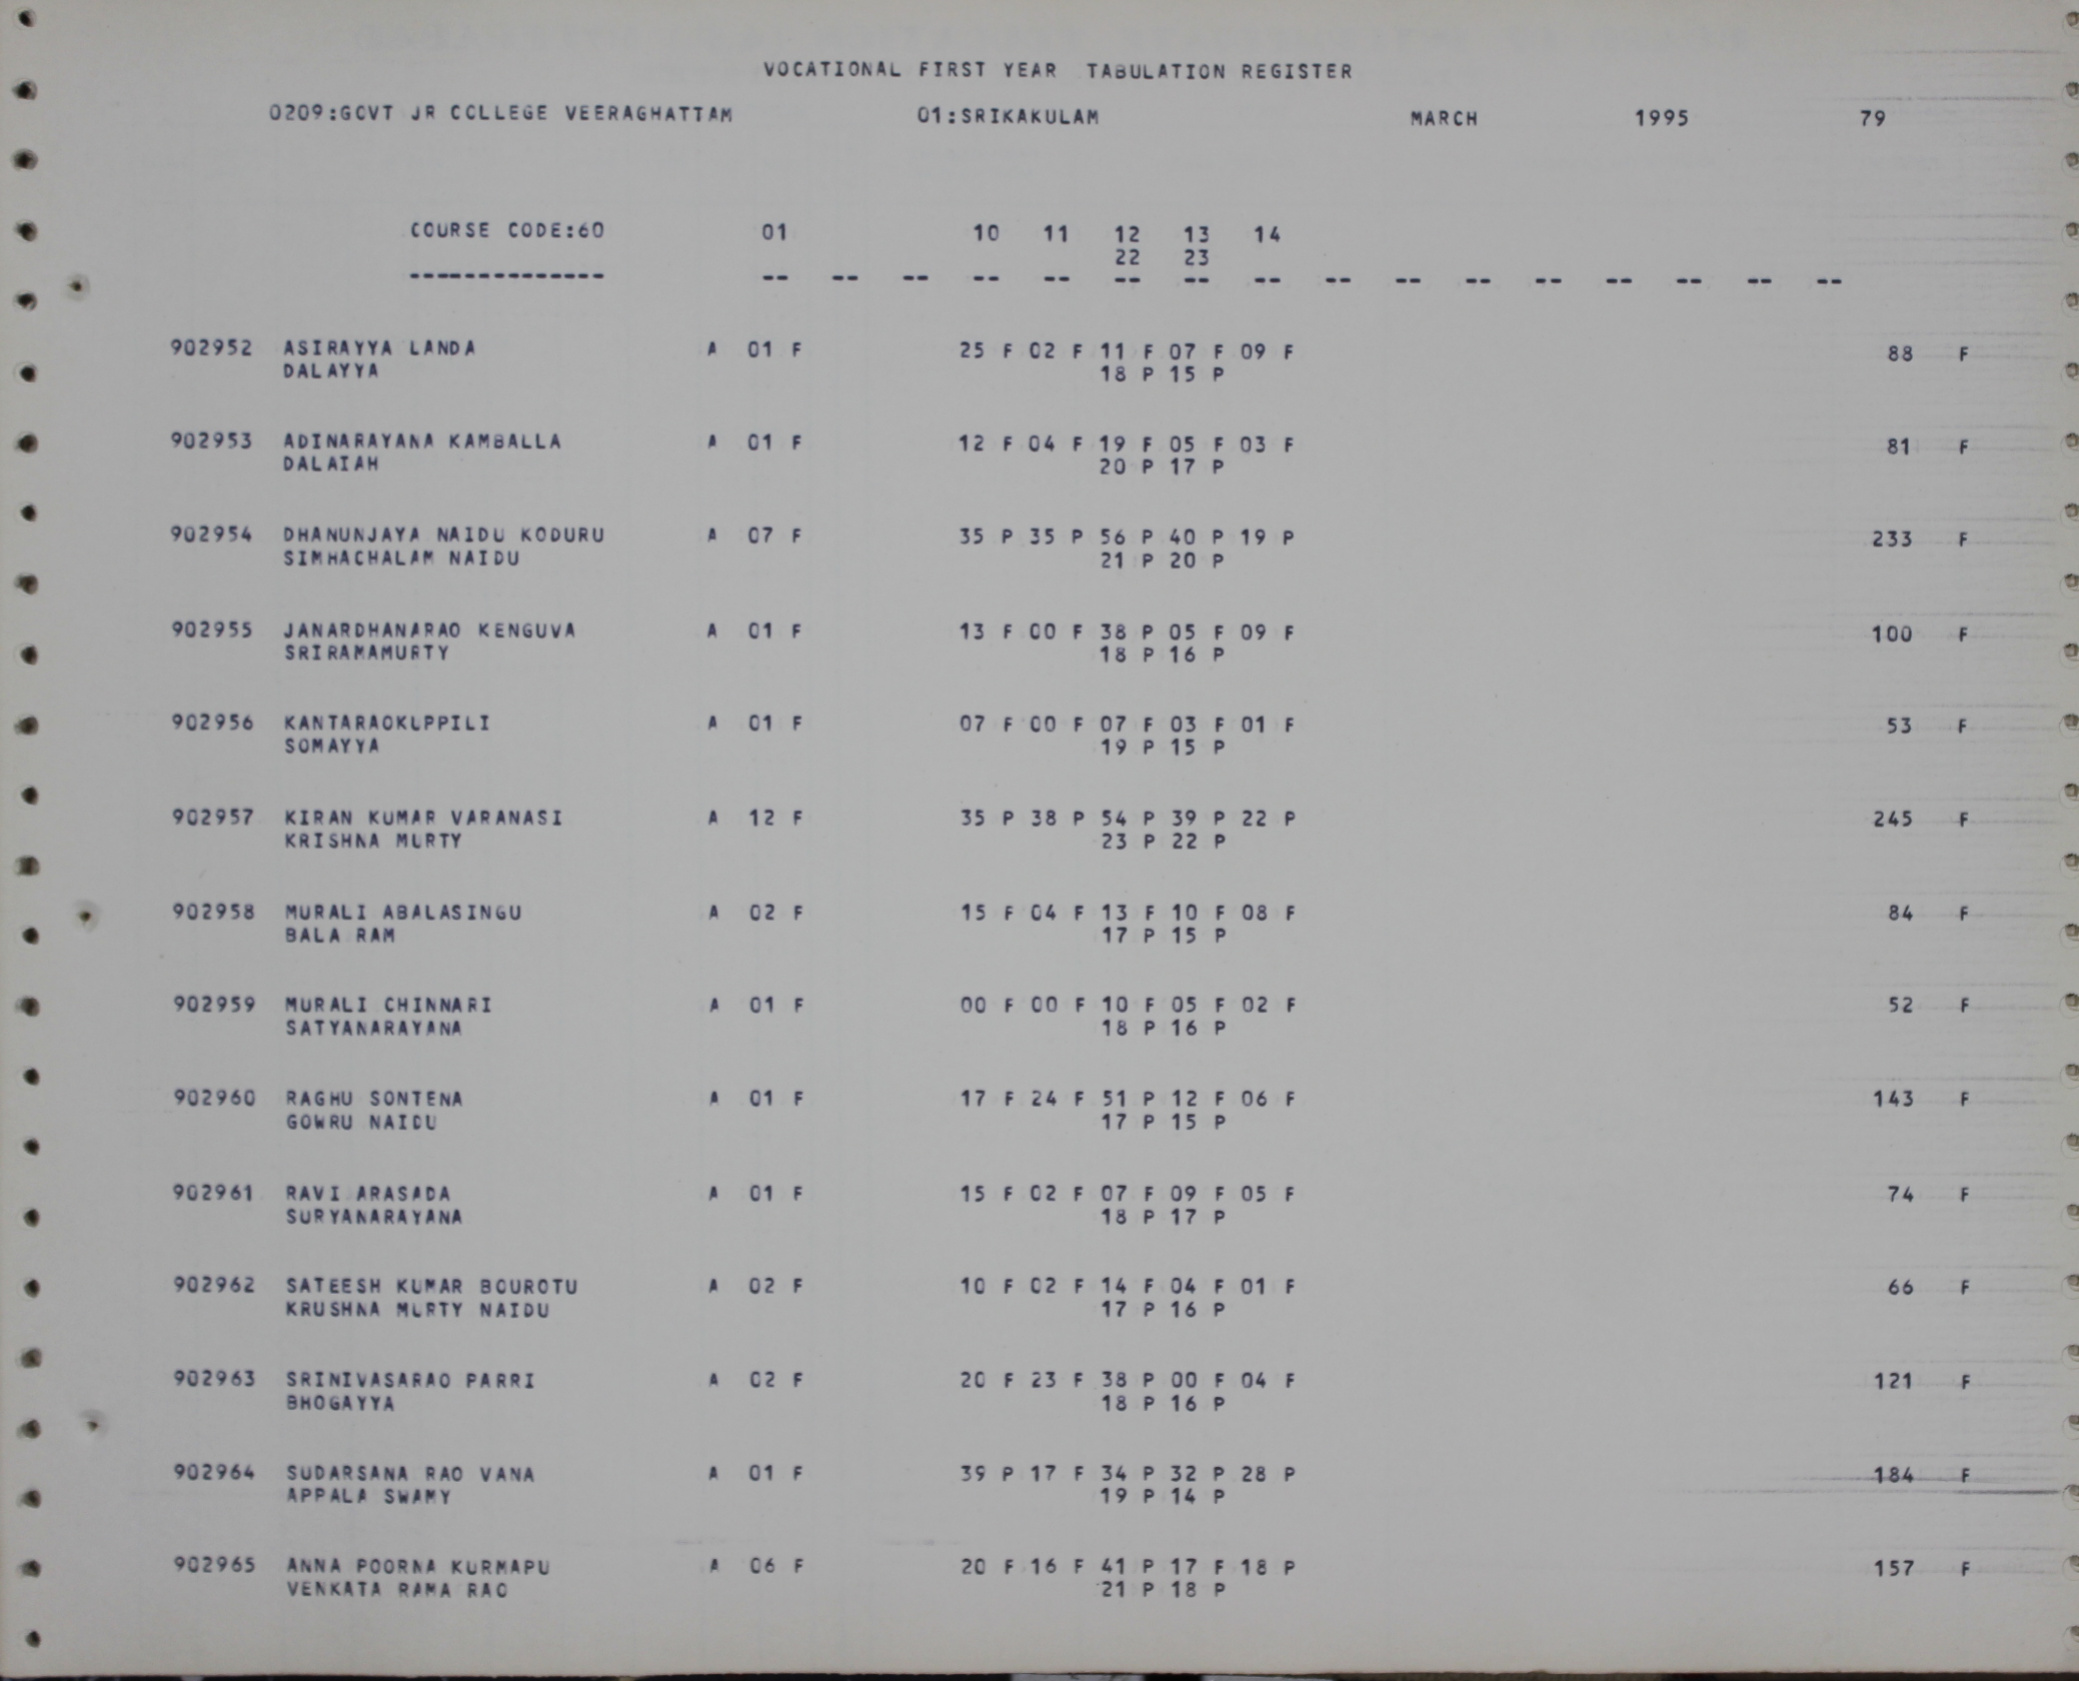 VOCATIONAL FIRST YEAR TABULATION REGISTER
0209:GOVT JR COLLEGE VEERAGHATTAM 01:SRIKAKULAM MARCH 1995 79
COURSE CODE:60 01 10 11 12 13 14
22 23
-------------- -- -- -- -- -- -- -- -- -- -- -- -- -- -- -- --
902952 ASIRAYYA LANDA A 01 F 25 F 02 F 11 F 07 F 09 F 88 F
DALAYYA 18 P 15 P
902953 ADINARAYANA KAMBALLA A 01 F 12 F 04 F 19 F 05 F 03 F 81 F
DALAIAH 20 P 17 P
902954 DHANUNJAYA NAIDU KODURU A 07 F 35 P 35 P 56 P 40 P 19 P 233 F
SIMHACHALAM NAIDU 21 P 20 P
902955 JANARDHANARAO KENGUVA A 01 F 13 F 00 F 38 P 05 F 09 F 100 F
SRIRAMAMURTY 18 P 16 P
902956 KANTARAOKUPPILI A 01 F 07 F 00 F 07 F 03 F 01 F 53 F
SOMAYYA 19 P 15 P
902957 KIRAN KUMAR VARANASI A 12 F 35 P 38 P 54 P 39 P 22 P 245 F
KRISHNA MURTY 23 P 22 P
902958 MURALI ABALASINGU A 02 F 15 F 04 F 13 F 10 F 08 F 84 F
BALA RAM 17 P 15 P
902959 MURALI CHINNARI A 01 F 00 F 00 F 10 F 05 F 02 F 52 F
SATYANARAYANA 18 P 16 P
902960 RAGHU SONTENA A 01 F 17 F 24 F 51 P 12 F 06 F 143 F
GOWRU NAIDU 17 P 15 P
902961 RAVI ARASADA A 01 F 15 F 02 F 07 F 09 F 05 F 74 F
SURYANARAYANA 18 P 17 P
902962 SATEESH KUMAR BOUROTU A 02 F 10 F 02 F 14 F 04 F 01 F 66 F
KRUSHNA MURTY NAIDU 17 P 16 P
902963 SRINIVASARAO PARRI A 02 F 20 F 23 F 38 P 00 F 04 F 121 F
BHOGAYYA 18 P 16 P
902964 SUDARSANA RAO VANA A 01 F 39 P 17 F 34 P 32 P 28 P 184 F
APPALA SWAMY 19 P 14 P
902965 ANNA POORNA KURMAPU A 06 F 20 F 16 F 41 P 17 F 18 P 157 F
VENKATA RAMA RAO 21 P 18 P